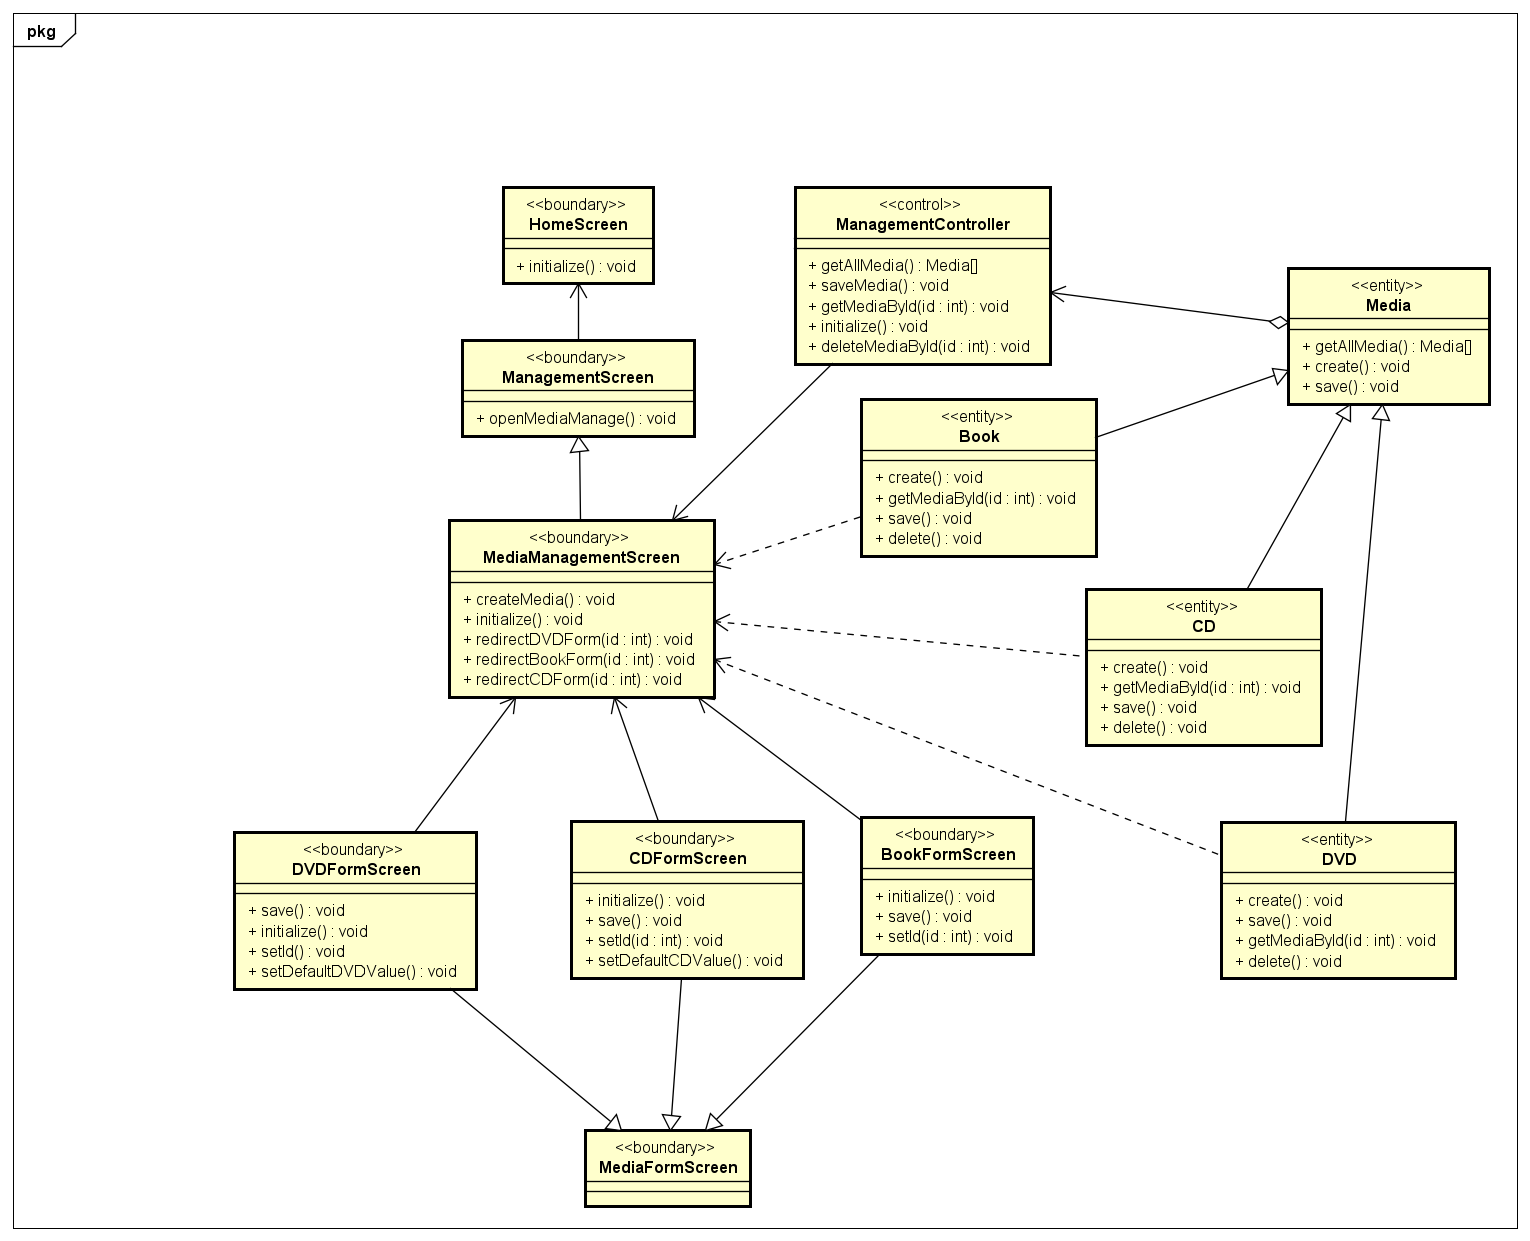 pkg
<<boundary>>
HomeScreen
+ initialize() : void
<<control>>
ManagementController
+ getAllMedia() : Media[]
+ saveMedia() : void
+ getMediaById(id : int) : void
+ initialize() : void
+ deleteMediaById(id : int) : void
<<entity>>
Media
+ getAllMedia() : Media[]
+ create() : void
+ save() : void
<<boundary>>
ManagementScreen
+ openMediaManage() : void
<<entity>>
Book
+ create() : void
+ getMediaById(id : int) : void
+ save() : void
+ delete() : void
<<boundary>>
MediaManagementScreen
+ createMedia() : void
+ initialize() : void
+ redirectDVDForm(id : int) : void
+ redirectBookForm(id : int) : void
+ redirectCDForm(id : int) : void
<<entity>>
CD
+ create() : void
+ getMediaById(id : int) : void
+ save() : void
+ delete() : void
<<boundary>>
DVDFormScreen
+ save() : void
+ initialize() : void
+ setId() : void
+ setDefaultDVDValue() : void
<<boundary>>
CDFormScreen
+ initialize() : void
+ save() : void
+ setId(id : int) : void
+ setDefaultCDValue() : void
<<boundary>>
BookFormScreen
+ initialize() : void
+ save() : void
+ setId(id : int) : void
<<entity>>
DVD
+ create() : void
+ save() : void
+ getMediaById(id : int) : void
+ delete() : void
<<boundary>>
MediaFormScreen